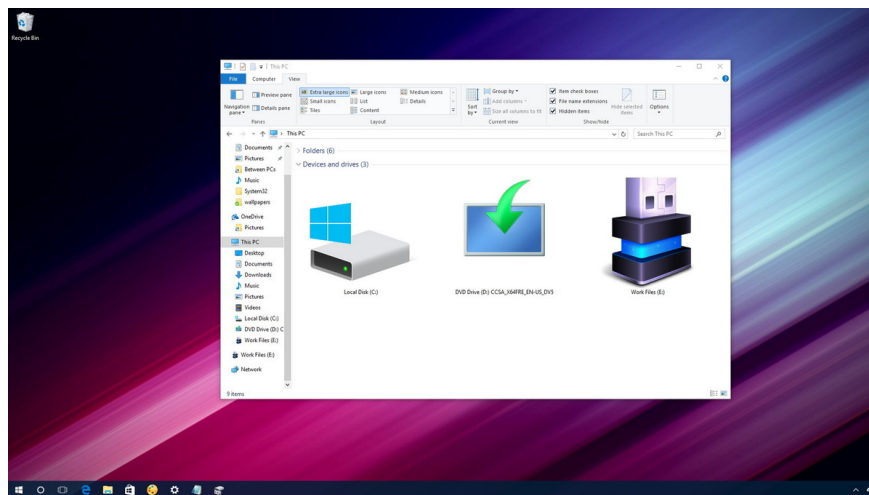 Recycle Bin
This PC
File Computer View
Navigation pane
Preview pane
Details pane
Panes
Extra large icons Large icons Medium icons
Small icons List Details
Tiles Content
Layout
Sort by
Group by
Add columns
Size all columns to fit
Current view
Item check boxes
File name extensions
Hidden items
Hide selected items
Show/hide
Options
This PC
Search This PC
Documents
Pictures
Between PCs
Music
System32
wallpapers
OneDrive
Pictures
This PC
Desktop
Documents
Downloads
Music
Pictures
Videos
Local Disk (C:)
DVD Drive (D:) C
Work Files (E:)
Work Files (E:)
Network
Folders (6)
Devices and drives (3)
Local Disk (C:)
DVD Drive (D:) CCSA_X64FRE_EN-US_DV5
Work Files (E:)
9 items